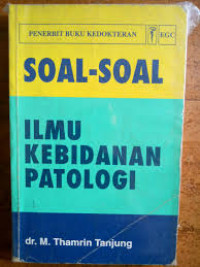 PENERBIT BUKU KEDOKTERAN EGC
SOAL-SOAL
ILMU
KEBIDANAN
PATOLOGI
dr. M. Thamrin Tanjung